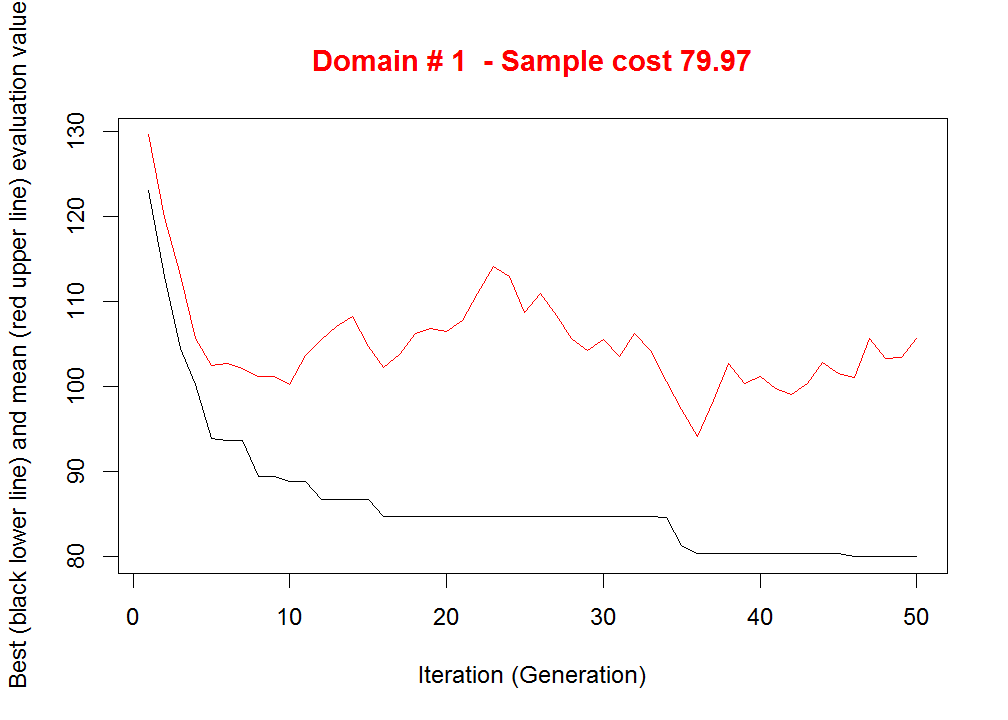 Domain # 1  - Sample cost 79.97
Best (black lower line) and mean (red upper line) evaluation value
130
120
110
100
90
80
0 10 20 30 40 50
Iteration (Generation)